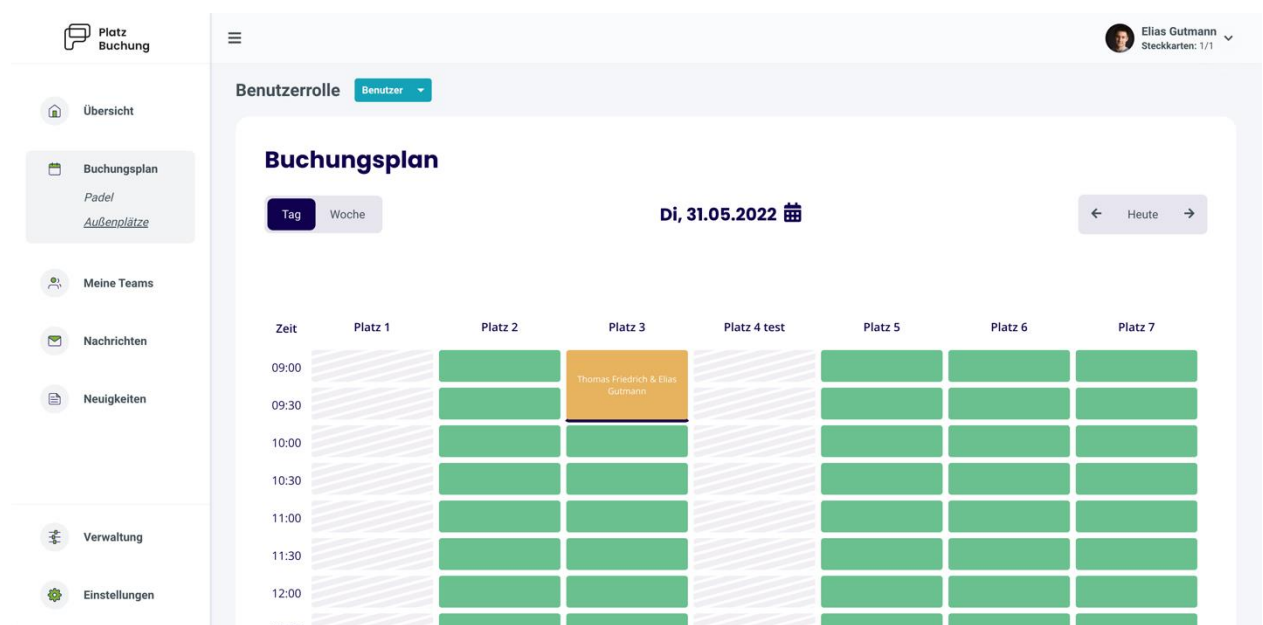 Platz
Buchung
Elias Gutmann
Steckkarten: 1/1
Benutzerrolle
Benutzer
Übersicht
Buchungsplan
Padel
Außenplätze
Meine Teams
Nachrichten
Neuigkeiten
Verwaltung
Einstellungen
Buchungsplan
Tag
Woche
Di, 31.05.2022
Heute
Zeit Platz 1 Platz 2 Platz 3 Platz 4 test Platz 5 Platz 6 Platz 7
09:00
Thomas Friedrich & Elias
Gutmann
09:30
10:00
10:30
11:00
11:30
12:00